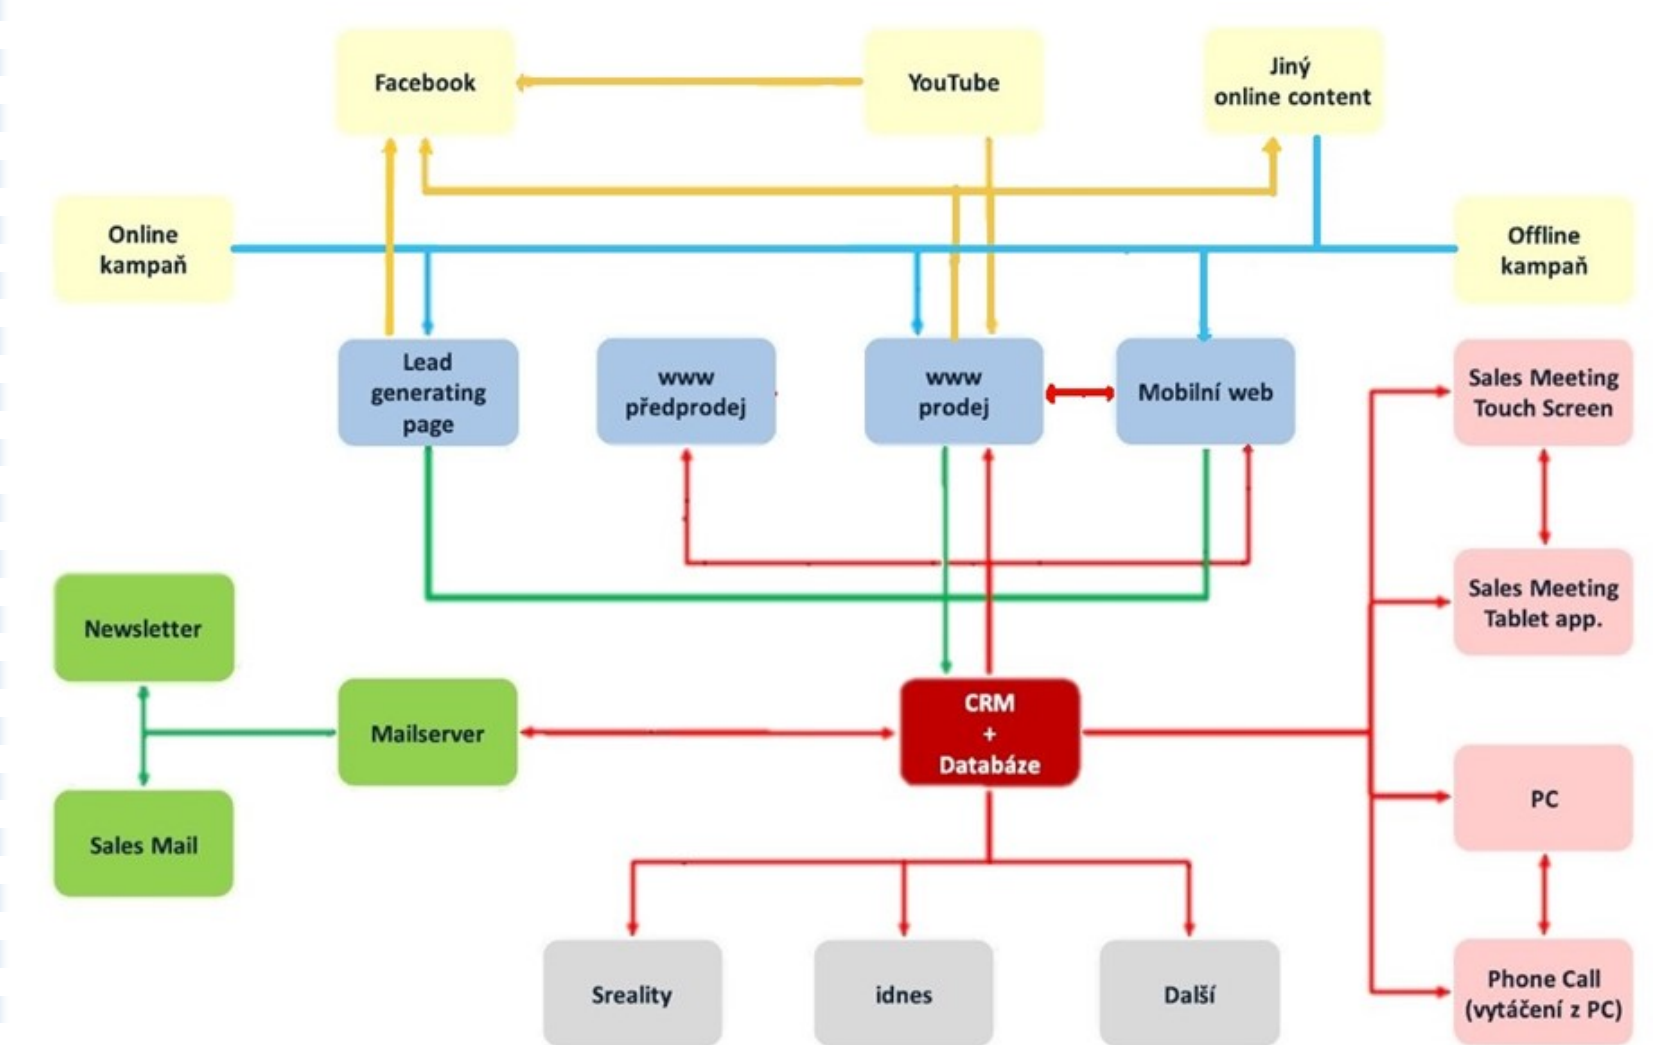 Facebook
YouTube
Jiný
online content
Online
kampaň
Offline
kampaň
Lead
generating
page
www
předprodej
www
prodej
Mobilní web
Sales Meeting
Touch Screen
Sales Meeting
Tablet app.
Newsletter
Mailserver
CRM
+
Databáze
PC
Sales Mail
Sreality
idnes
Další
Phone Call
(vytáčení z PC)